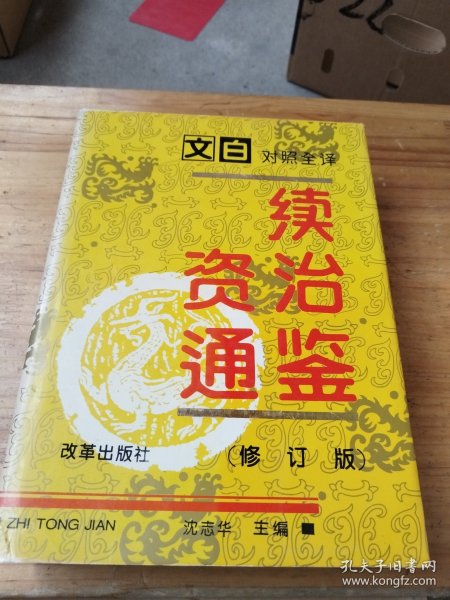 文白对照全译
续资治通鉴
(修订版)
改革出版社
ZHI TONG JIAN
沈志华 主编
孔夫子旧书网
www.kongfz.com